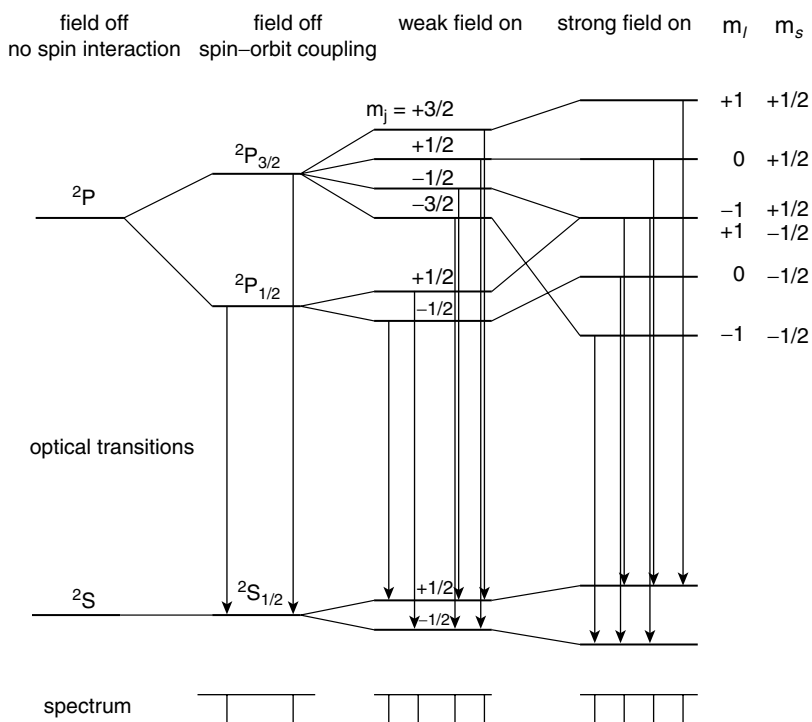 field off
no spin interaction
field off
spin–orbit coupling
weak field on
strong field on
m_l
m_s
m_j = +3/2
+1/2
−1/2
−3/2
+1 +1/2
0 +1/2
−1 +1/2
+1 −1/2
0 −1/2
−1 −1/2
²P
²P₃/₂
²P₁/₂
+1/2
−1/2
optical transitions
²S
²S₁/₂
+1/2
−1/2
spectrum